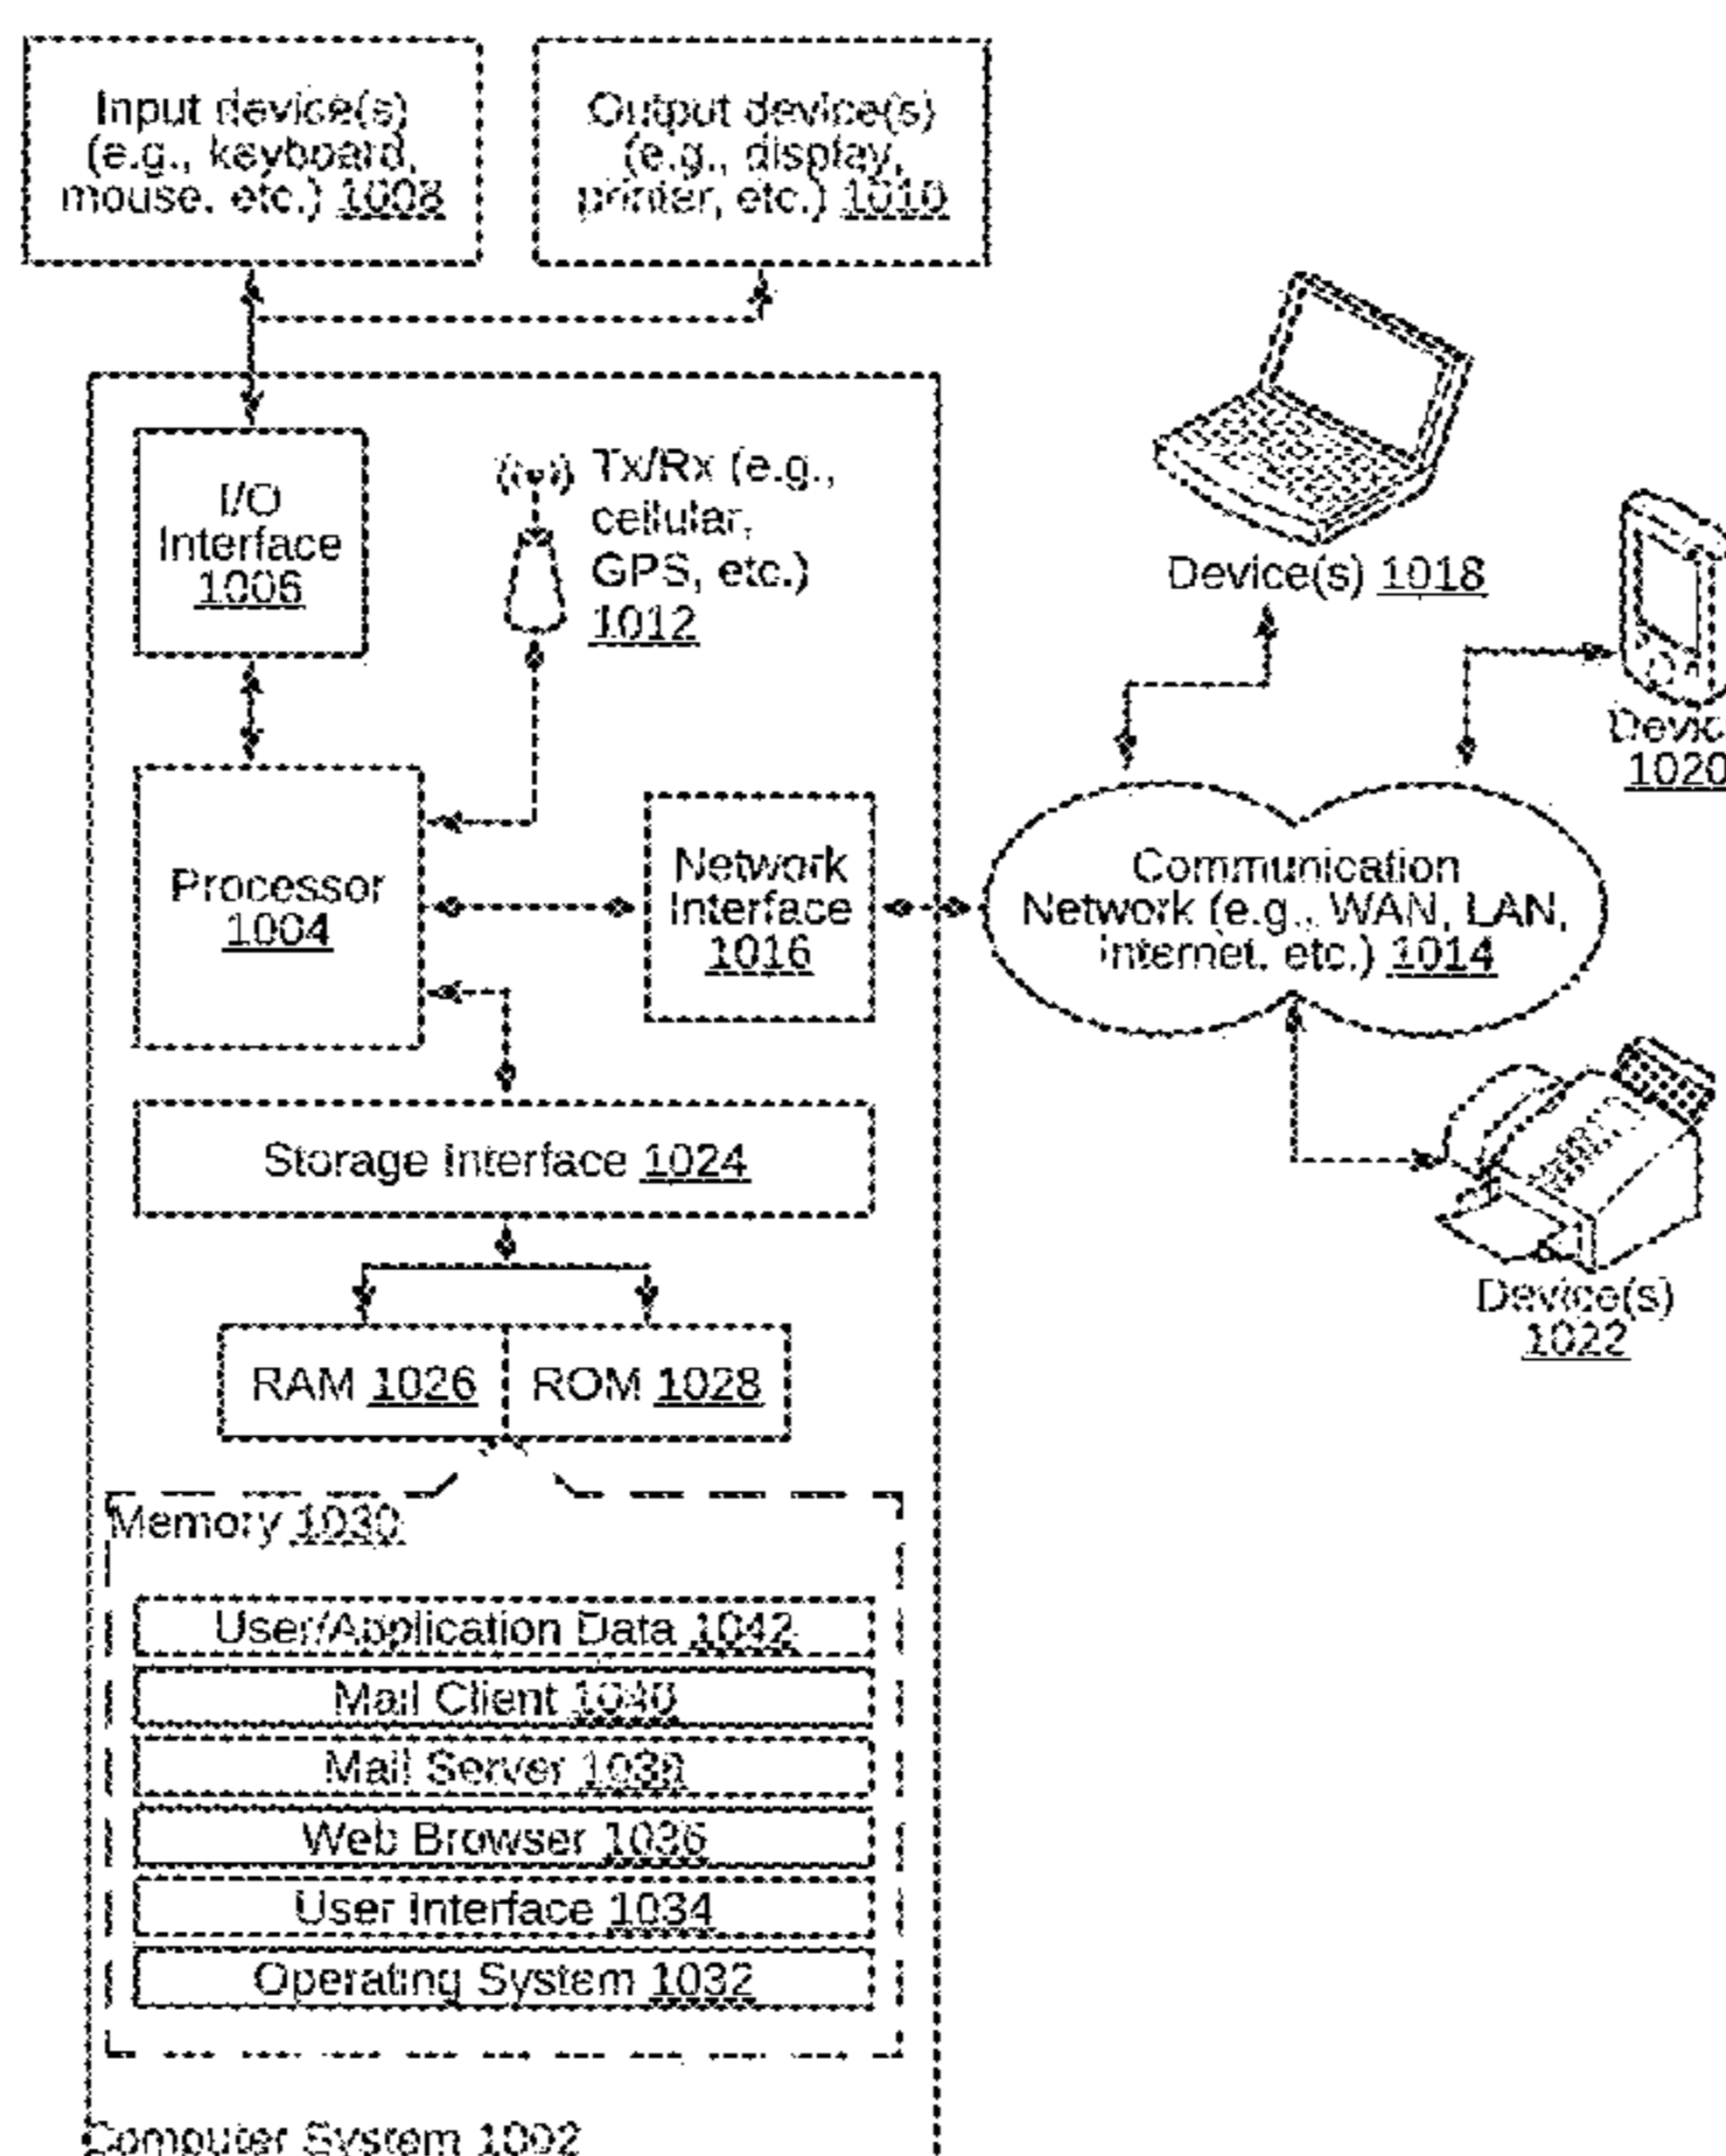 Input device(s)
(e.g., keyboard,
mouse, etc.) 1008
Output device(s)
(e.g., display,
printer, etc.) 1010
I/O
Interface
1006
Tx/Rx (e.g.,
cellular,
GPS, etc.)
1012
Device(s) 1018
Devic
1020
Processor
1004
Network
Interface
1016
Communication
Network (e.g., WAN, LAN,
internet, etc.) 1014
Storage Interface 1024
Device(s)
1022
RAM 1026
ROM 1028
Memory 1030
User/Application Data 1042
Mail Client 1040
Mail Server 1038
Web Browser 1036
User Interface 1034
Operating System 1032
Computer System 1002